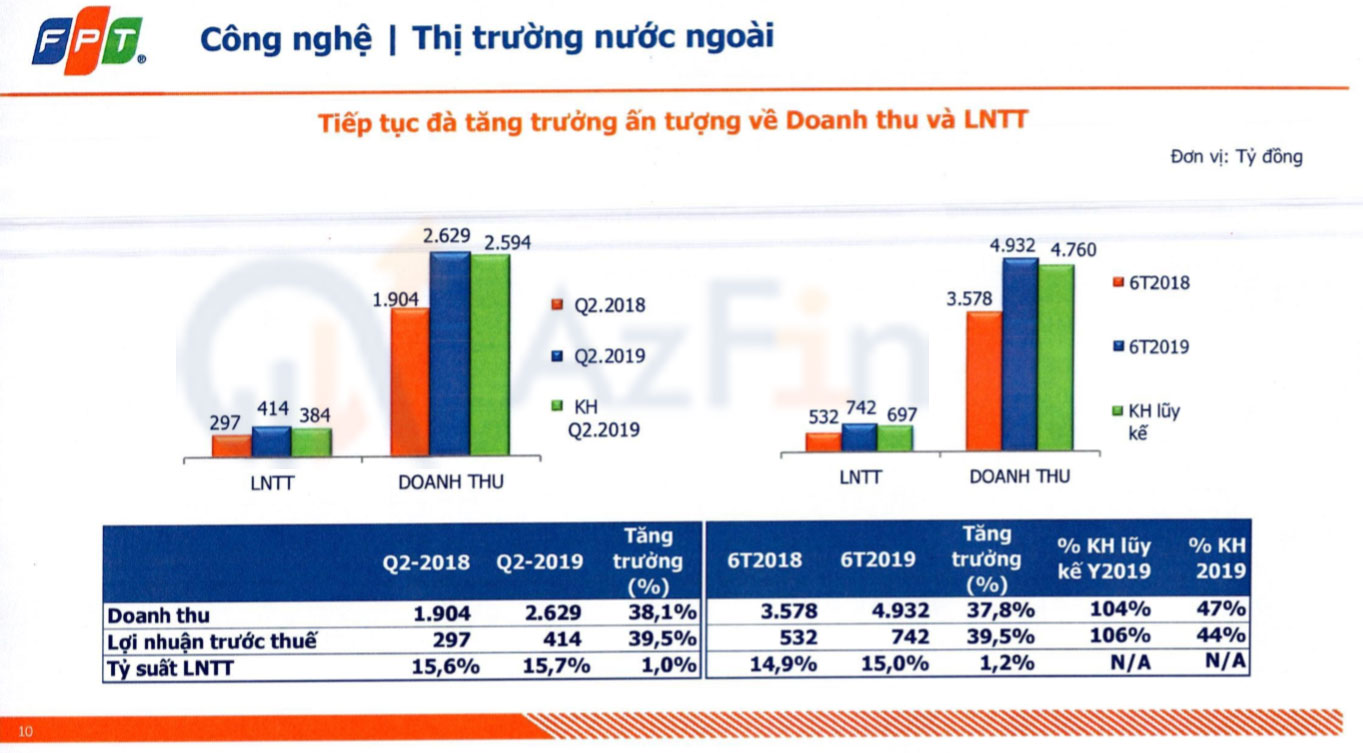 FPT®
Công nghệ | Thị trường nước ngoài
Tiếp tục đà tăng trưởng ấn tượng về Doanh thu và LNTT
Đơn vị: Tỷ đồng
AzFin
2.629
2.594
1.904
297
414
384
LNTT
DOANH THU
Q2.2018
Q2.2019
KH
Q2.2019
4.932
4.760
3.578
532
742
697
LNTT
DOANH THU
6T2018
6T2019
KH lũy
kế
Q2-2018 Q2-2019 Tăng trưởng (%) 6T2018 6T2019 Tăng trưởng (%) % KH lũy kế Y2019 % KH 2019
Doanh thu 1.904 2.629 38,1% 3.578 4.932 37,8% 104% 47%
Lợi nhuận trước thuế 297 414 39,5% 532 742 39,5% 106% 44%
Tỷ suất LNTT 15,6% 15,7% 1,0% 14,9% 15,0% 1,2% N/A N/A
10